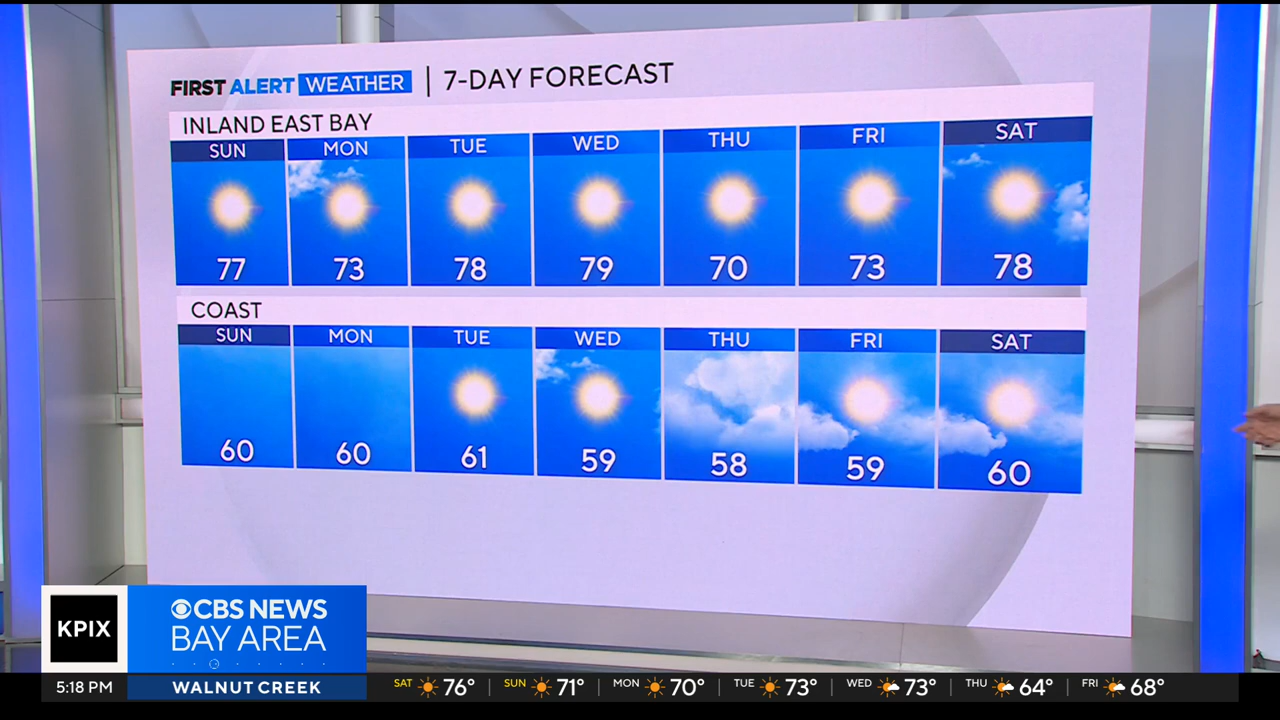 FIRST ALERT WEATHER | 7-DAY FORECAST
INLAND EAST BAY
SUN MON TUE WED THU FRI SAT
77 73 78 79 70 73 78
COAST
SUN MON TUE WED THU FRI SAT
60 60 61 59 58 59 60
KPIX
CBS NEWS
BAY AREA
5:18 PM WALNUT CREEK SAT 76° SUN 71° MON 70° TUE 73° WED 73° THU 64° FRI 68°